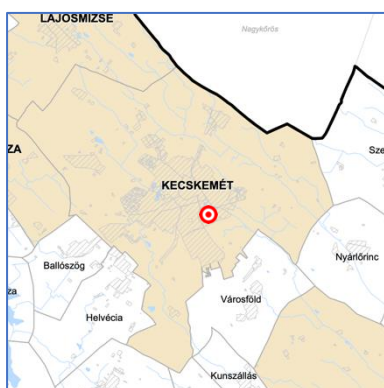 LAJOSMIZSE
Nagykőrös
ZA
Sze
KECSKEMÉT
Nyárlőrinc
Ballószög
za
Városföld
Helvécia
Kunszállás